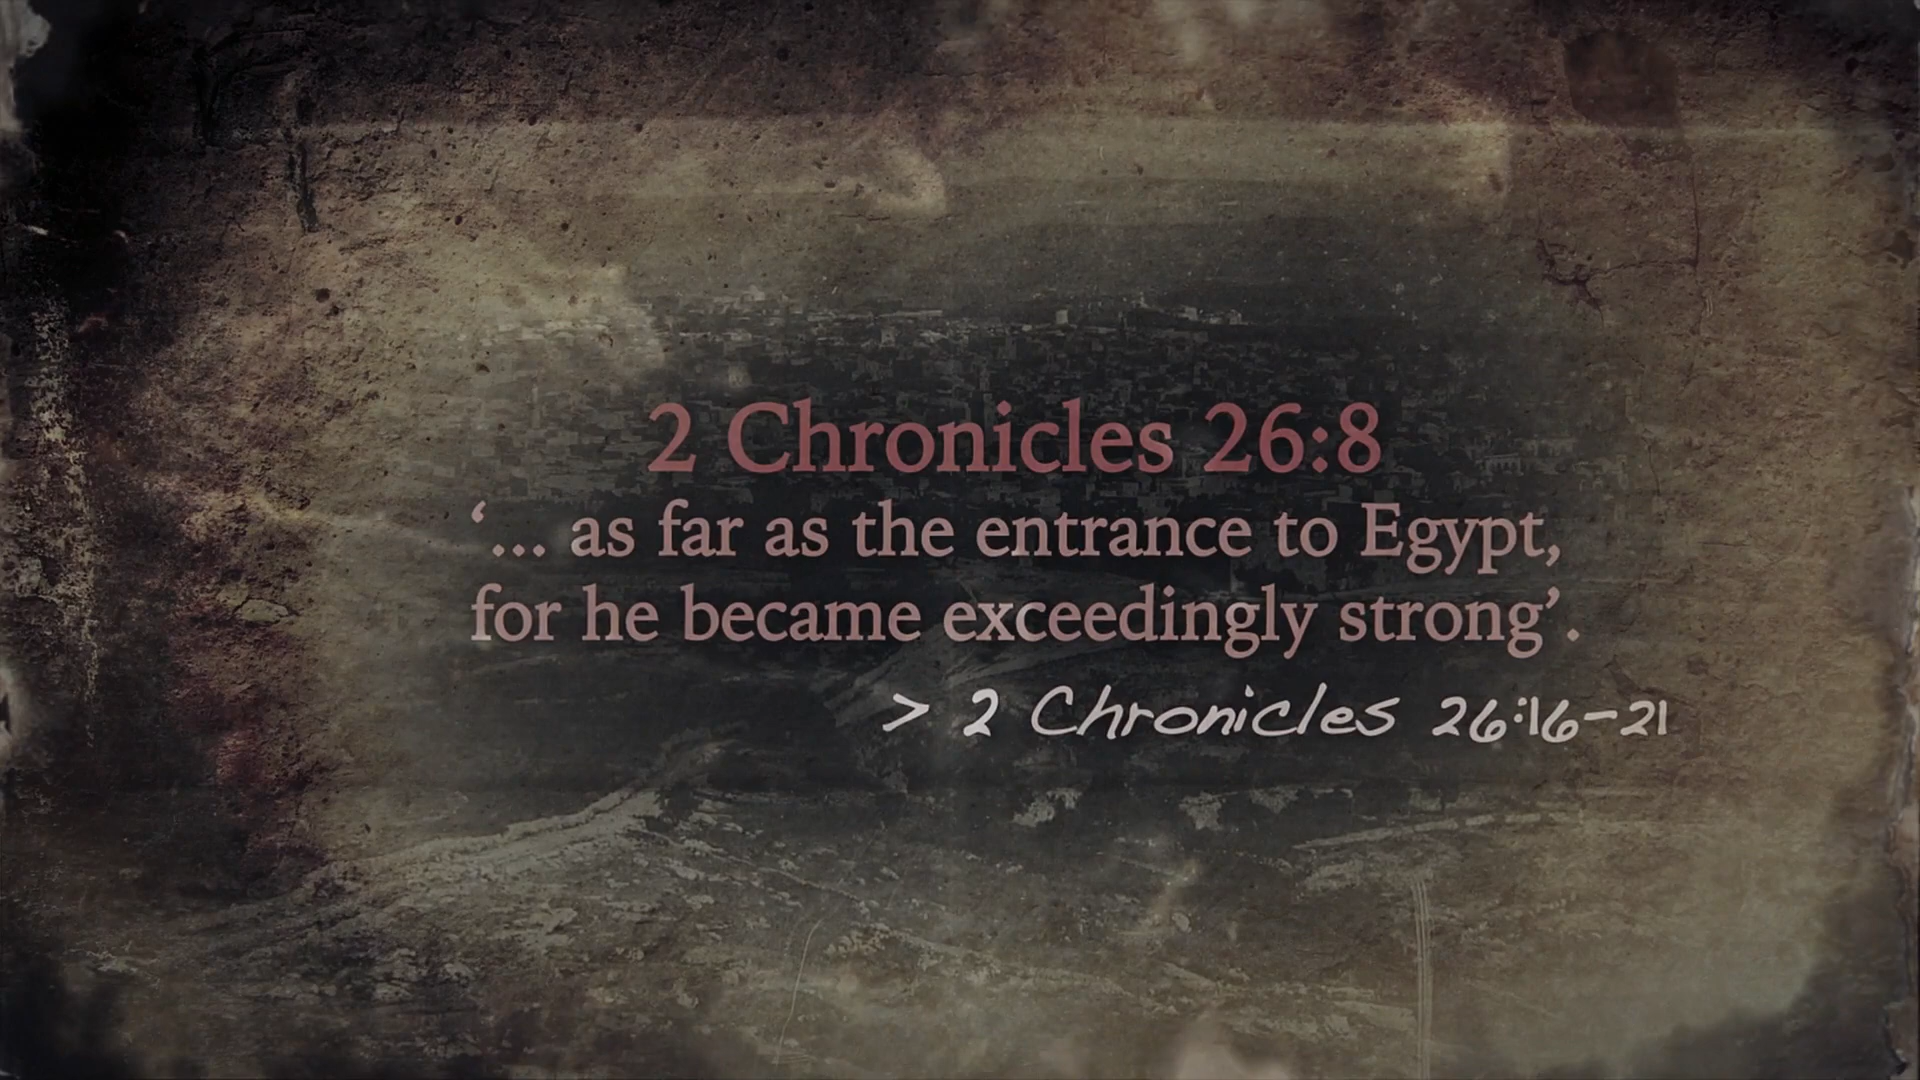 2 Chronicles 26:8
‘... as far as the entrance to Egypt,
for he became exceedingly strong’.
> 2 Chronicles 26:16-21